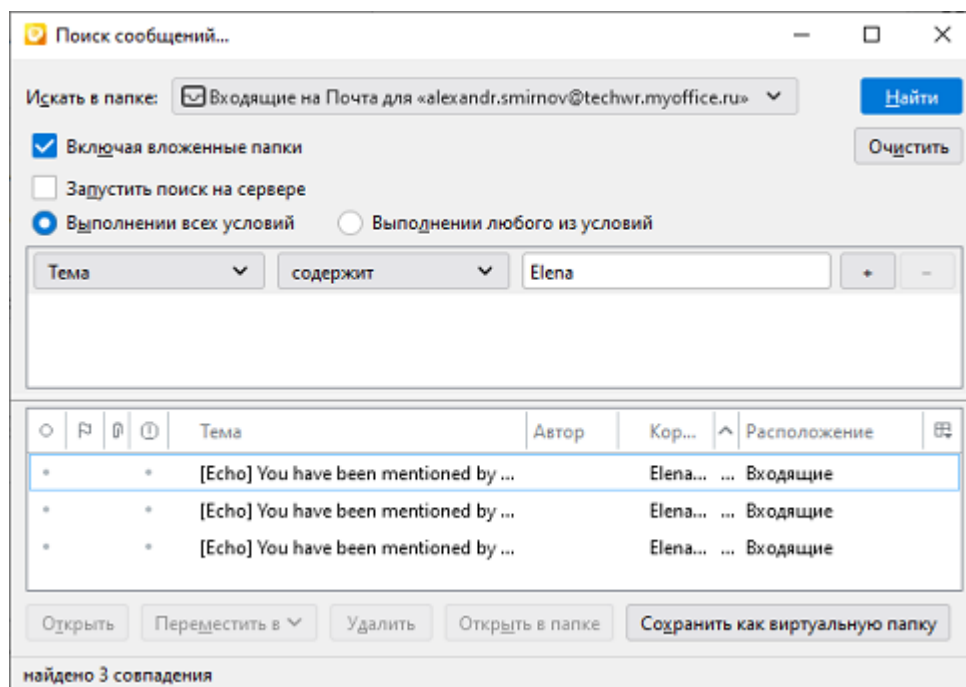 Поиск сообщений...
Искать в папке: Входящие на Почта для «alexandr.smirnov@techwr.myoffice.ru» Найти
Включая вложенные папки Очистить
Запустить поиск на сервере
Выполнении всех условий Выполнении любого из условий
Тема содержит Elena + -
Тема Автор Кор... Расположение
[Echo] You have been mentioned by ... Elena... ... Входящие
[Echo] You have been mentioned by ... Elena... ... Входящие
[Echo] You have been mentioned by ... Elena... ... Входящие
Открыть Переместить в Удалить Открыть в папке Сохранить как виртуальную папку
найдено 3 совпадения